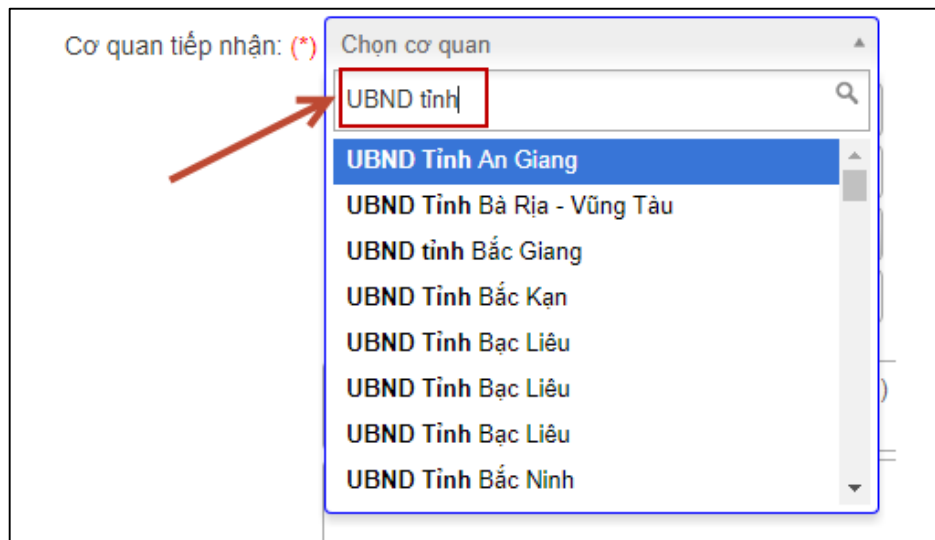 Cơ quan tiếp nhận: (*) Chọn cơ quan
UBND tỉnh
UBND Tỉnh An Giang
UBND Tỉnh Bà Rịa - Vũng Tàu
UBND tỉnh Bắc Giang
UBND Tỉnh Bắc Kạn
UBND Tỉnh Bạc Liêu
UBND Tỉnh Bạc Liêu
UBND Tỉnh Bạc Liêu
UBND Tỉnh Bắc Ninh
)